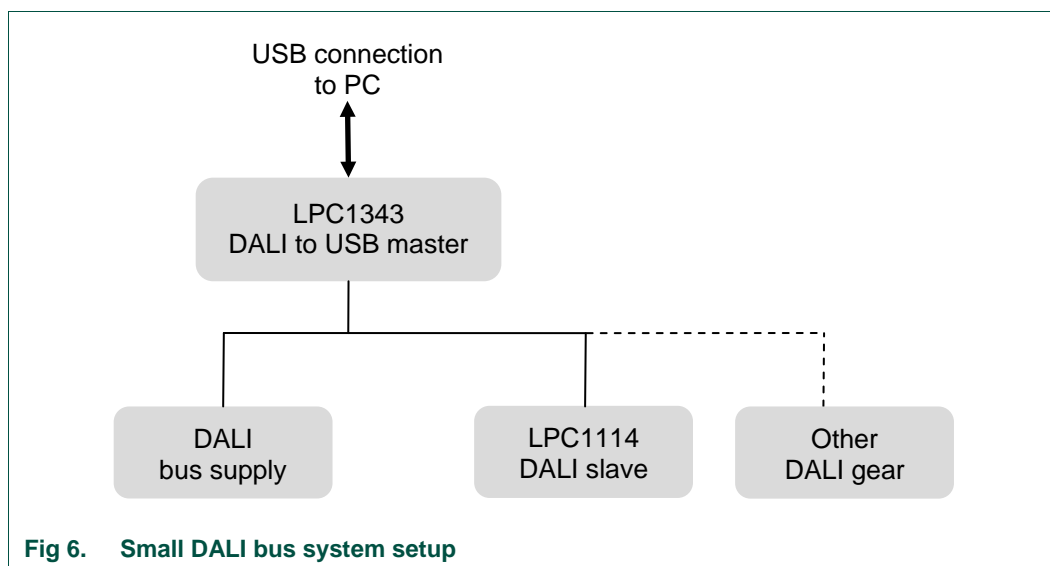 USB connection
to PC
LPC1343
DALI to USB master
DALI
bus supply
LPC1114
DALI slave
Other
DALI gear
Fig 6. Small DALI bus system setup